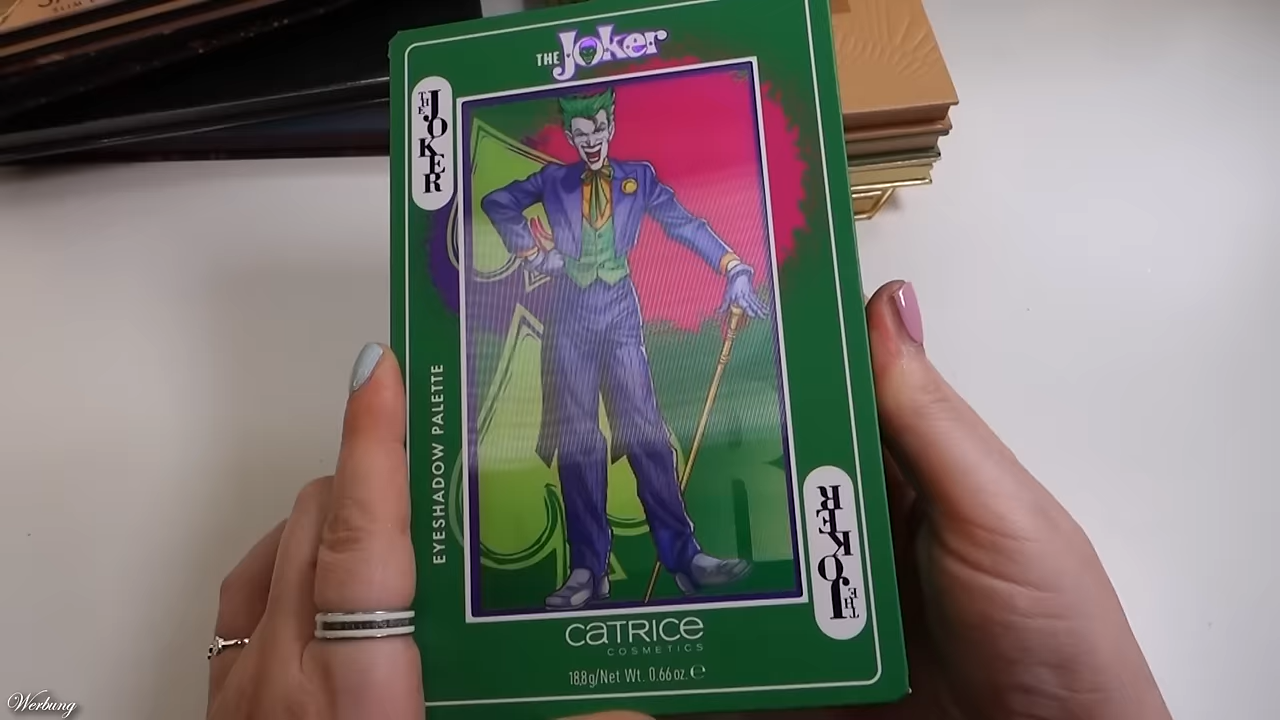 THE Joker
THE JOKER
EYESHADOW PALETTE
THE JOKER
CATRICE
COSMETICS
18,8g/Net Wt. 0.66 oz. ℮
Werbung